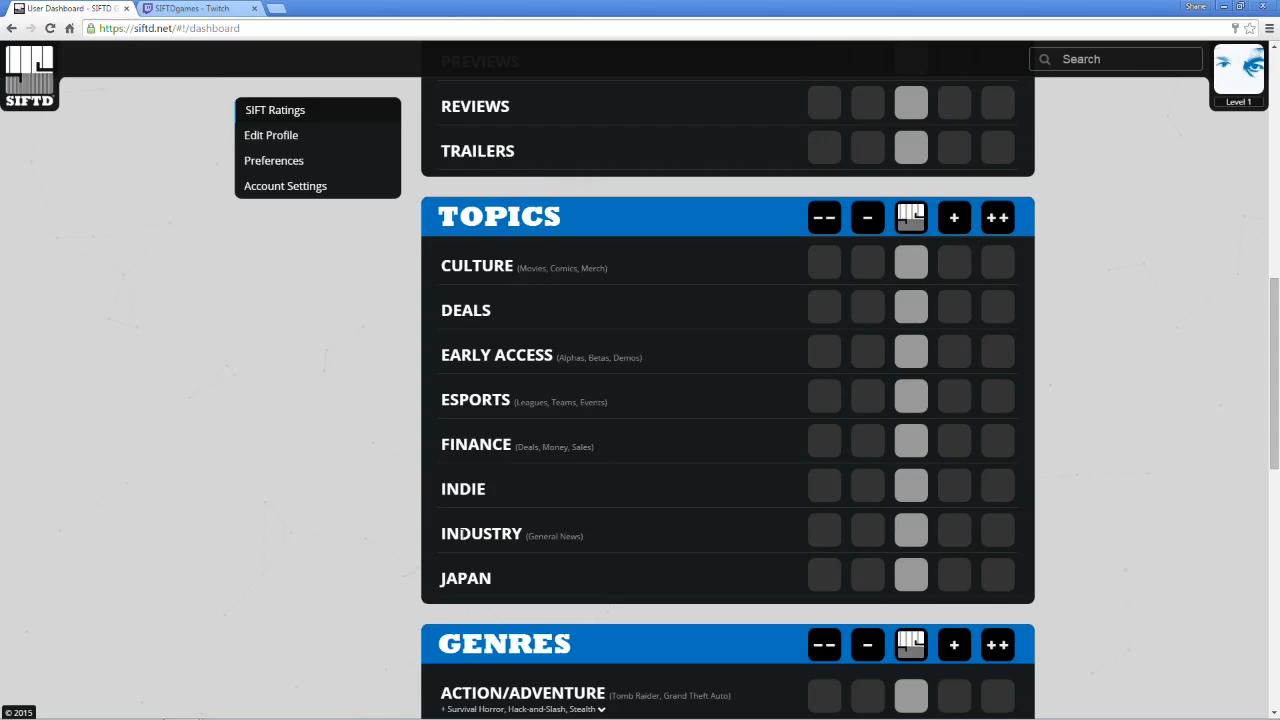 User Dashboard - SIFTD G
SIFTDgames - Twitch
Shane
https://siftd.net/#!/dashboard
SIFTD
PREVIEWS
Search
Level 1
SIFT Ratings
Edit Profile
Preferences
Account Settings
REVIEWS
TRAILERS
TOPICS -- - + ++
CULTURE (Movies, Comics, Merch)
DEALS
EARLY ACCESS (Alphas, Betas, Demos)
ESPORTS (Leagues, Teams, Events)
FINANCE (Deals, Money, Sales)
INDIE
INDUSTRY (General News)
JAPAN
GENRES -- - + ++
ACTION/ADVENTURE (Tomb Raider, Grand Theft Auto)
+ Survival Horror, Hack-and-Slash, Stealth
© 2015